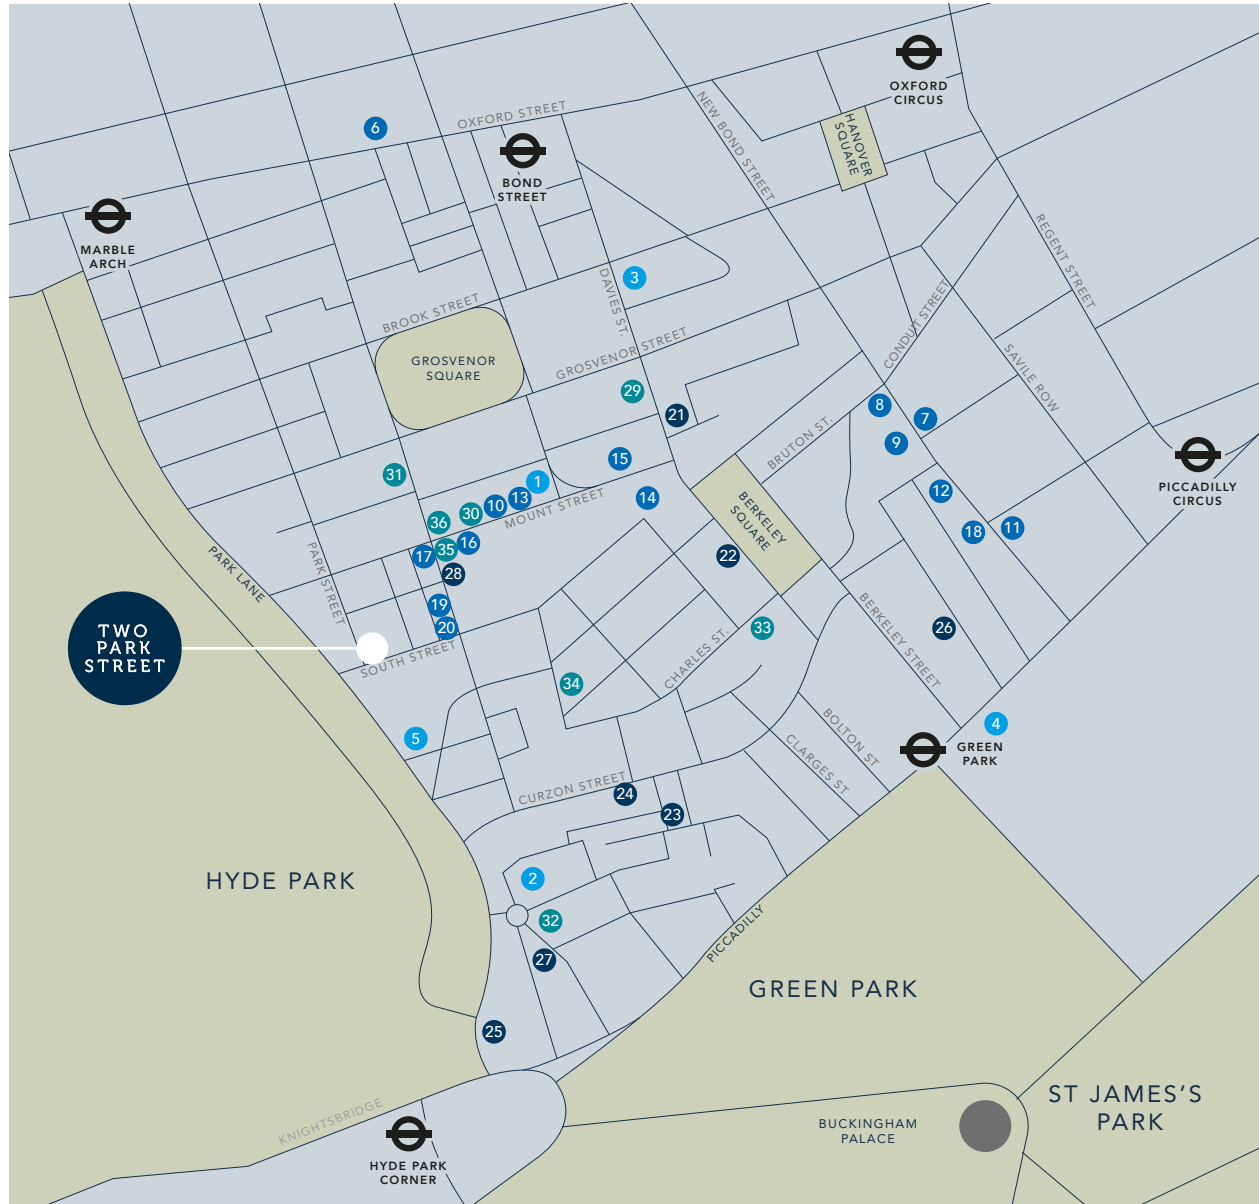 OXFORD
CIRCUS
6
OXFORD STREET
NEW BOND STREET
HANOVER
SQUARE
BOND
STREET
MARBLE
ARCH
REGENT STREET
3
DAVIES ST.
BROOK STREET
GROSVENOR
SQUARE
GROSVENOR STREET
CONDUIT STREET
SAVILE ROW
29
21
8
7
9
BRUTON ST.
31
15
1
PICCADILLY
CIRCUS
13
10
30
36
MOUNT STREET
14
BERKELEY
SQUARE
12
18
11
17
35
16
28
22
PARK LANE
PARK STREET
19
20
TWO
PARK
STREET
SOUTH STREET
33
CHARLES ST.
BERKELEY STREET
26
34
5
4
GREEN
PARK
BOLTON ST
CLARGES ST
CURZON STREET
24
23
HYDE PARK
2
32
27
PICCADILLY
GREEN PARK
25
ST JAMES'S
PARK
BUCKINGHAM
PALACE
KNIGHTSBRIDGE
HYDE PARK
CORNER